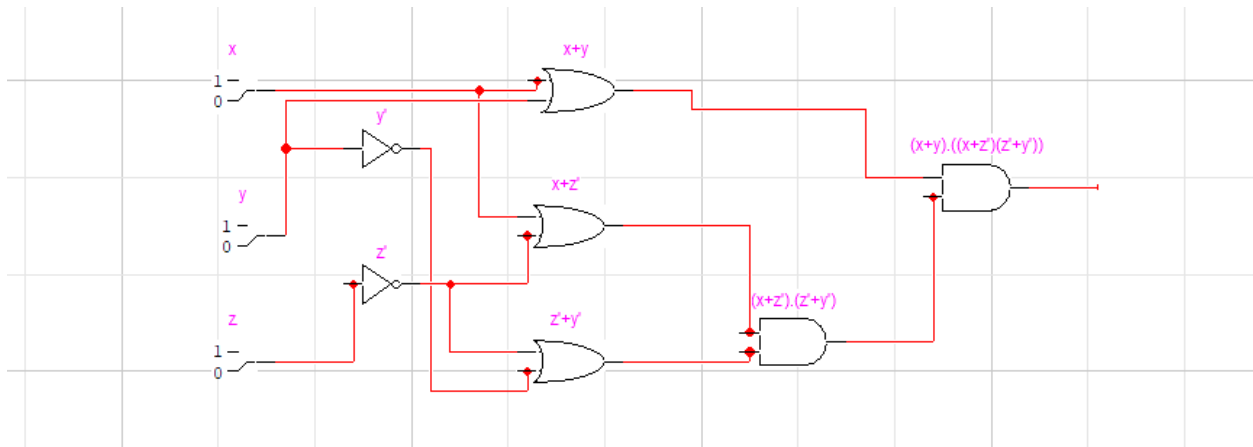 x
x+y
1
0
y'
(x+y).((x+z')(z'+y'))
y
x+z'
1
0
z'
(x+z').(z'+y')
z
z'+y'
1
0